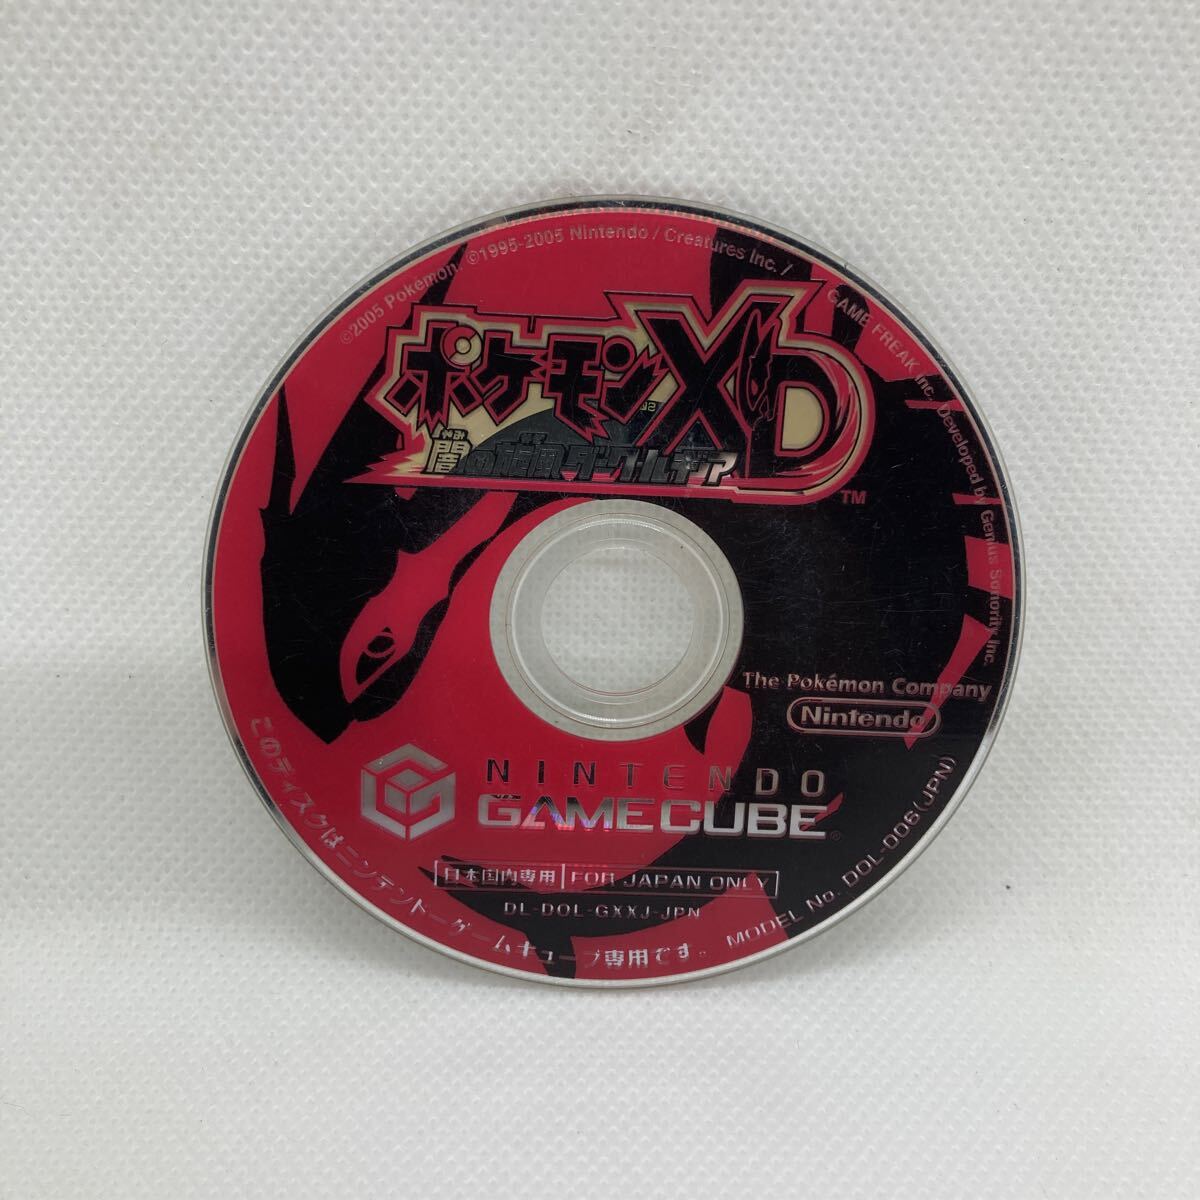 ©2005 Pokémon. ©1995-2005 Nintendo / Creatures Inc. / GAME FREAK inc. Developed by Genius Sonority Inc.
ポケモンXD
やみ
闇の旋風ダーク・ルギア
TM
The Pokémon Company
Nintendo
NINTENDO
GAMECUBE®
日本国内専用 FOR JAPAN ONLY
DL-DOL-GXXJ-JPN
このディスクはニンテンドーゲームキューブ専用です。 MODEL No. DOL-006(JPN)